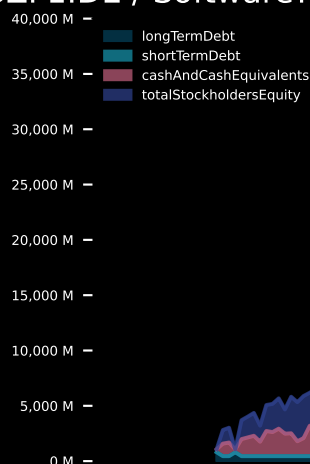 40,000 M
longTermDebt
shortTermDebt
35,000 M
cashAndCashEquivalents
totalStockholdersEquity
30,000 M
25,000 M
20,000 M
15,000 M
10,000 M
5,000 M
0 M